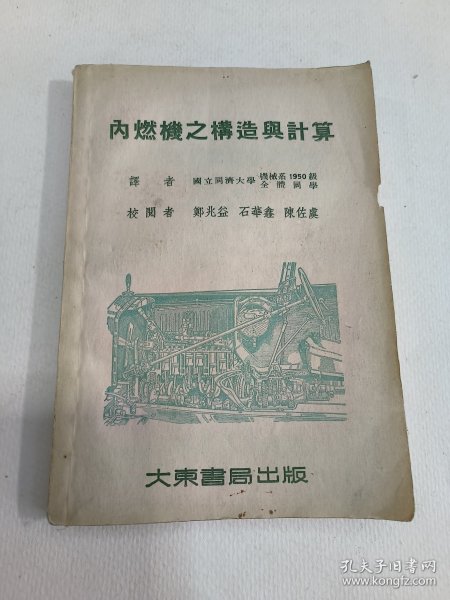 內燃機之構造與計算
譯者 國立同濟大學 機械系1950級
全體同學
校閱者 鄭兆益 石華鑫 陳佐虞
大東書局出版
孔夫子旧书网
www.kongfz.com